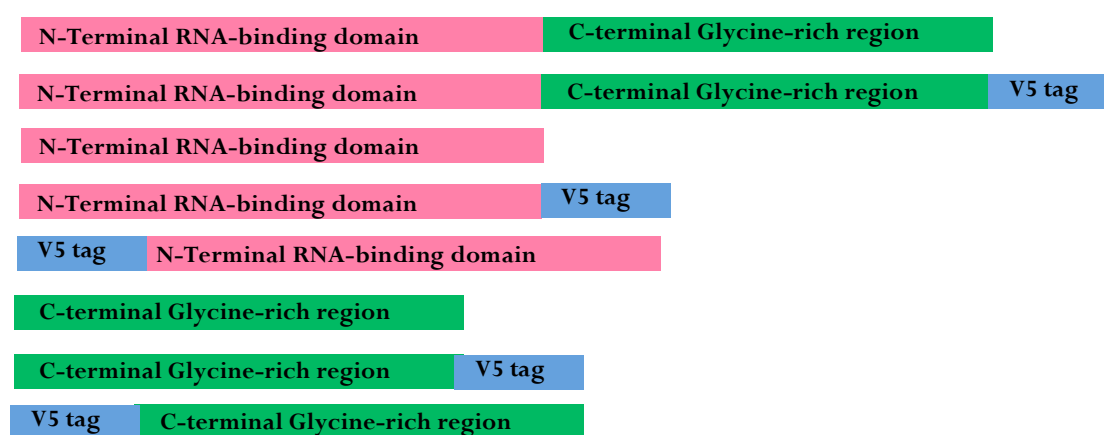 N-Terminal RNA-binding domain C-terminal Glycine-rich region
N-Terminal RNA-binding domain C-terminal Glycine-rich region V5 tag
N-Terminal RNA-binding domain
N-Terminal RNA-binding domain V5 tag
V5 tag N-Terminal RNA-binding domain
C-terminal Glycine-rich region
C-terminal Glycine-rich region V5 tag
V5 tag C-terminal Glycine-rich region